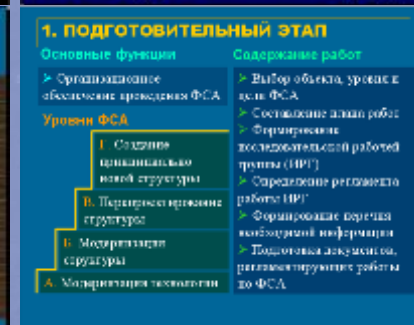 1. ПОДГОТОВИТЕЛЬНЫЙ ЭТАП
Основные функции
➢ Организационное
обеспечение проведения ФСА
Уровни ФСА
Г. Создание
принципиально
новой структуры
В. Перепроектирование
структуры
Б. Модернизация
структуры
А. Модернизация технологии
Содержание работ
➢ Выбор объекта, уровня и
цели ФСА
➢ Составление плана работ
➢ Формирование
исследовательской рабочей
группы (ИРГ)
➢ Определение регламента
работы ИРГ
➢ Формирование перечня
необходимой информации
➢ Подготовка документов,
регламентирующих работы
по ФСА